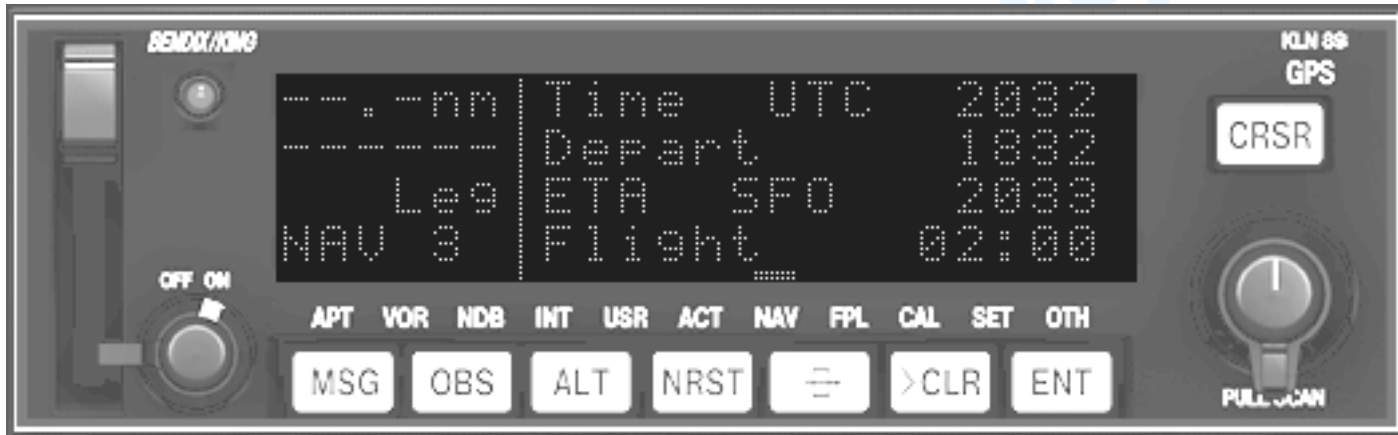 BENDIX/KING
KLN 89
GPS
--.-nm Time UTC 2032
------ Depart 1832
Leg ETA SFO 2033
NAV 3 Flight 02:00
CRSR
OFF ON
APT VOR NDB INT USR ACT NAV FPL CAL SET OTH
MSG OBS ALT NRST >CLR ENT
PULL SCAN